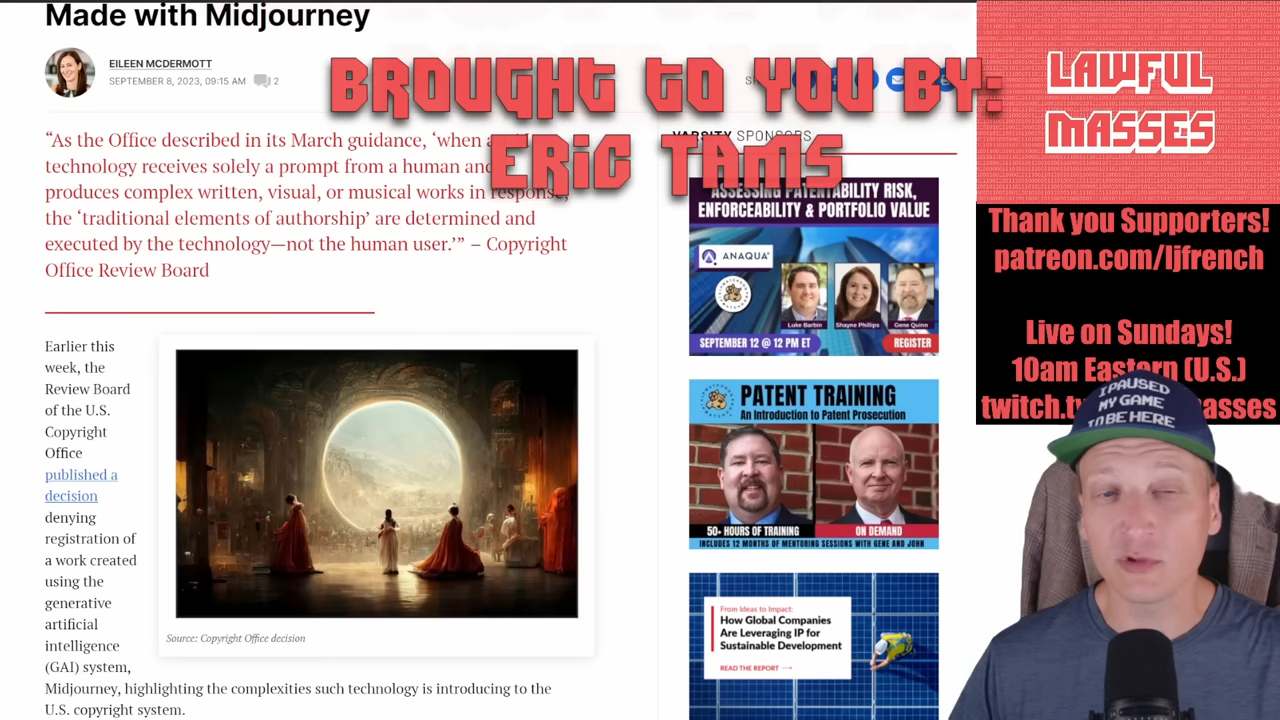 Made with Midjourney
EILEEN MCDERMOTT
SEPTEMBER 8, 2023, 09:15 AM 2
BROUGHT TO YOU BY:
ERIC TAMS
“As the Office described in its March guidance, ‘when
technology receives solely a prompt from a human and
produces complex written, visual, or musical works in response,
the ‘traditional elements of authorship’ are determined and
executed by the technology—not the human user.’” – Copyright
Office Review Board
Earlier this
week, the
Review Board
of the U.S.
Copyright
Office
published a
decision
denying
registration of
a work created
using the
generative
artificial
intelligence
(GAI) system,
Midjourney, highlighting the complexities such technology is introducing to the
U.S. copyright system.
Source: Copyright Office decision
VARSITY SPONSORS
ASSESSING PATENTABILITY RISK,
ENFORCEABILITY & PORTFOLIO VALUE
ANAQUA
Luke Barbin Shayne Phillips Gene Quinn
SEPTEMBER 12 @ 12 PM ET REGISTER
PATENT TRAINING
An Introduction to Patent Prosecution
50+ HOURS OF TRAINING ON DEMAND
INCLUDES 12 MONTHS OF MENTORING SESSIONS WITH GENE AND JOHN
From Ideas to Impact:
How Global Companies
Are Leveraging IP for
Sustainable Development
READ THE REPORT
LAWFUL
MASSES
Thank you Supporters!
patreon.com/ljfrench
Live on Sundays!
10am Eastern (U.S.)
twitch.tv asses
I PAUSED
MY GAME
TO BE HERE